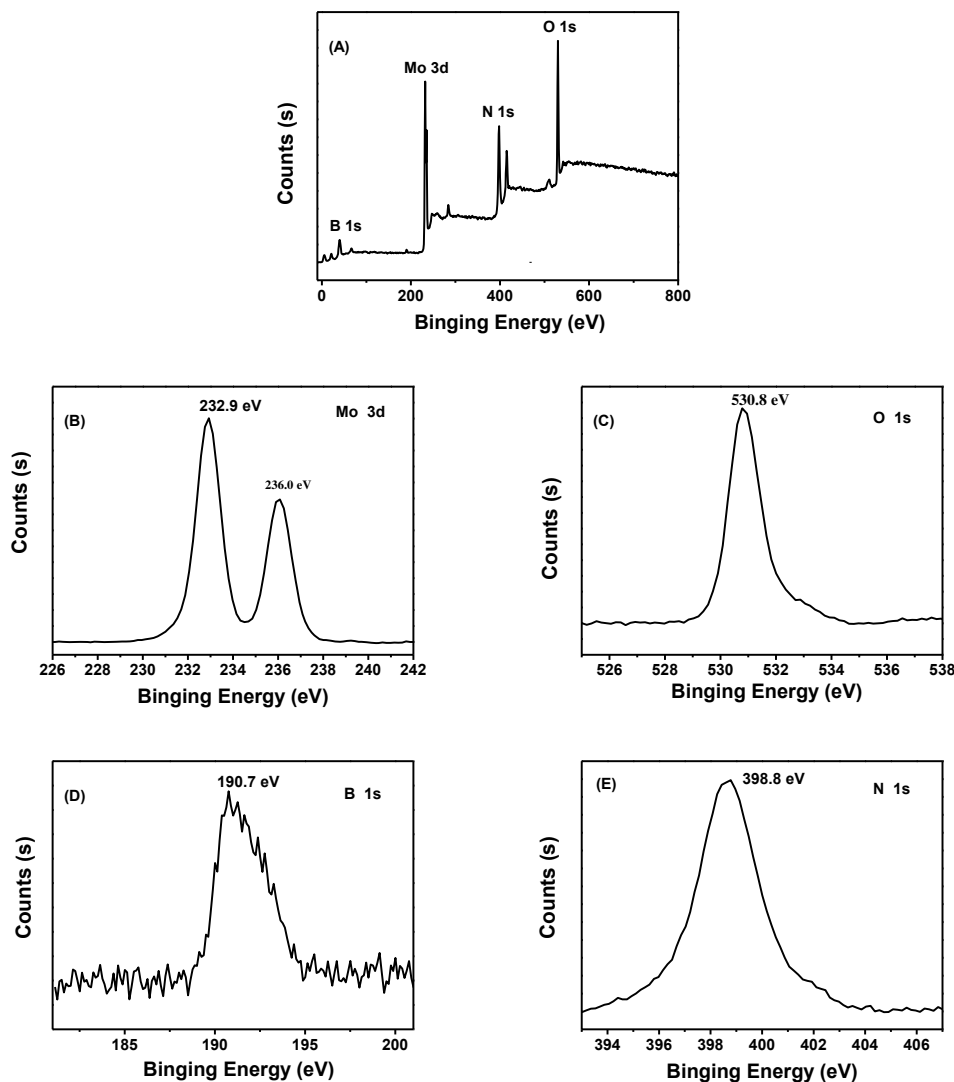 (A)
O 1s
Mo 3d
N 1s
B 1s
Counts (s)
0 200 400 600 800
Binging Energy (eV)
(B)
232.9 eV
Mo 3d
236.0 eV
Counts (s)
226 228 230 232 234 236 238 240 242
Binging Energy (eV)
(C)
530.8 eV
O 1s
Counts (s)
526 528 530 532 534 536 538
Binging Energy (eV)
(D)
190.7 eV
B 1s
Counts (s)
185 190 195 200
Binging Energy (eV)
(E)
398.8 eV
N 1s
Counts (s)
394 396 398 400 402 404 406
Binging Energy (eV)